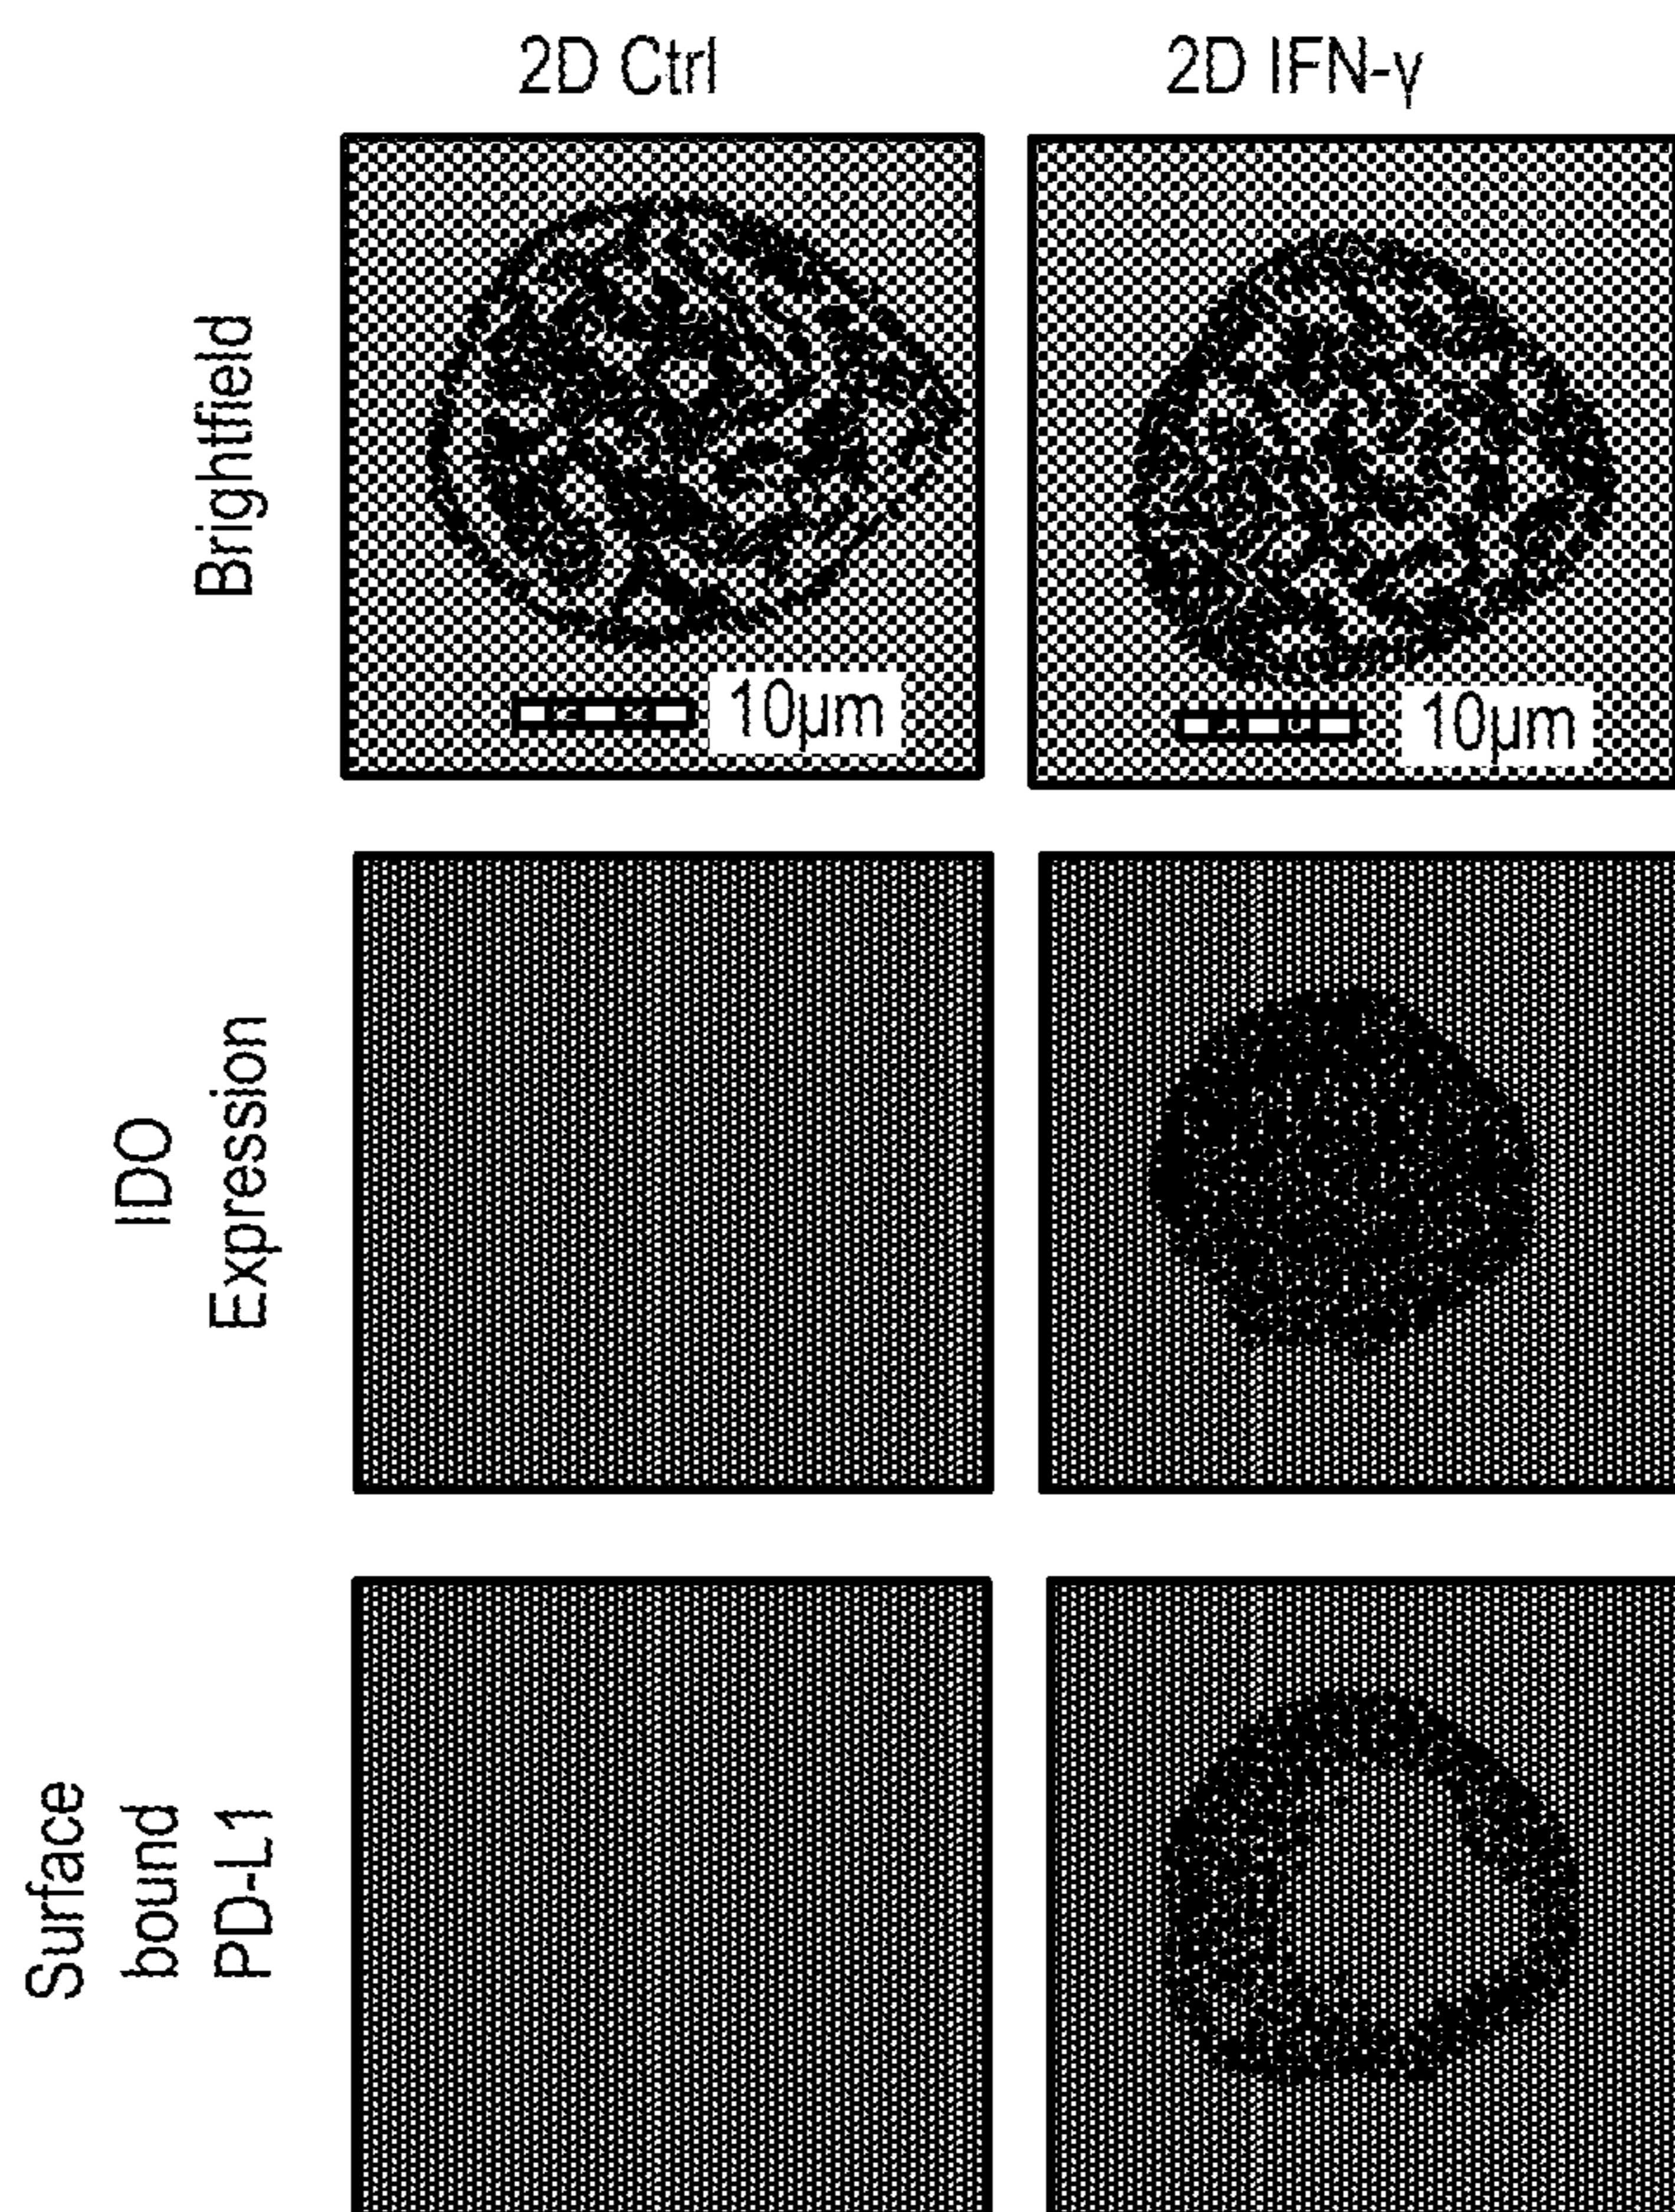 2D Ctrl
2D IFN-γ
Brightfield
10µm
10µm
IDO
Expression
Surface
bound
PD-L1